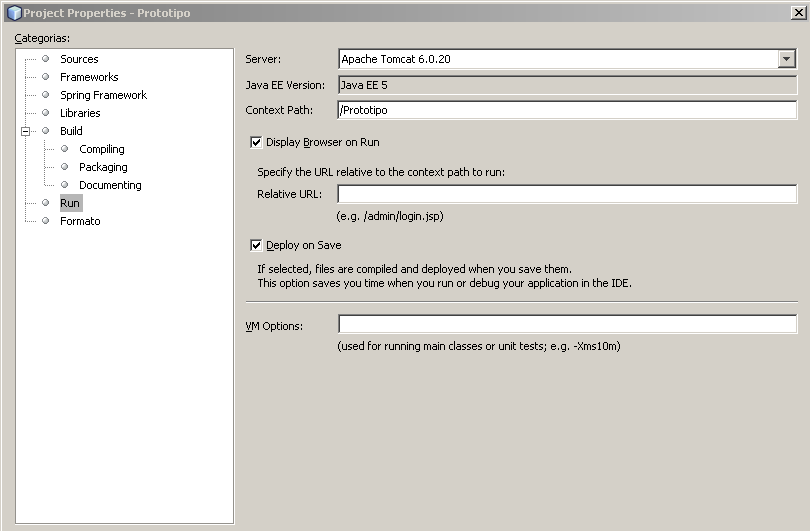 Project Properties - Prototipo
Categorias:
Sources
Frameworks
Spring Framework
Libraries
Build
Compiling
Packaging
Documenting
Run
Formato
Server: Apache Tomcat 6.0.20
Java EE Version: Java EE 5
Context Path: /Prototipo
Display Browser on Run
Specify the URL relative to the context path to run:
Relative URL:
(e.g. /admin/login.jsp)
Deploy on Save
If selected, files are compiled and deployed when you save them.
This option saves you time when you run or debug your application in the IDE.
VM Options:
(used for running main classes or unit tests; e.g. -Xms10m)